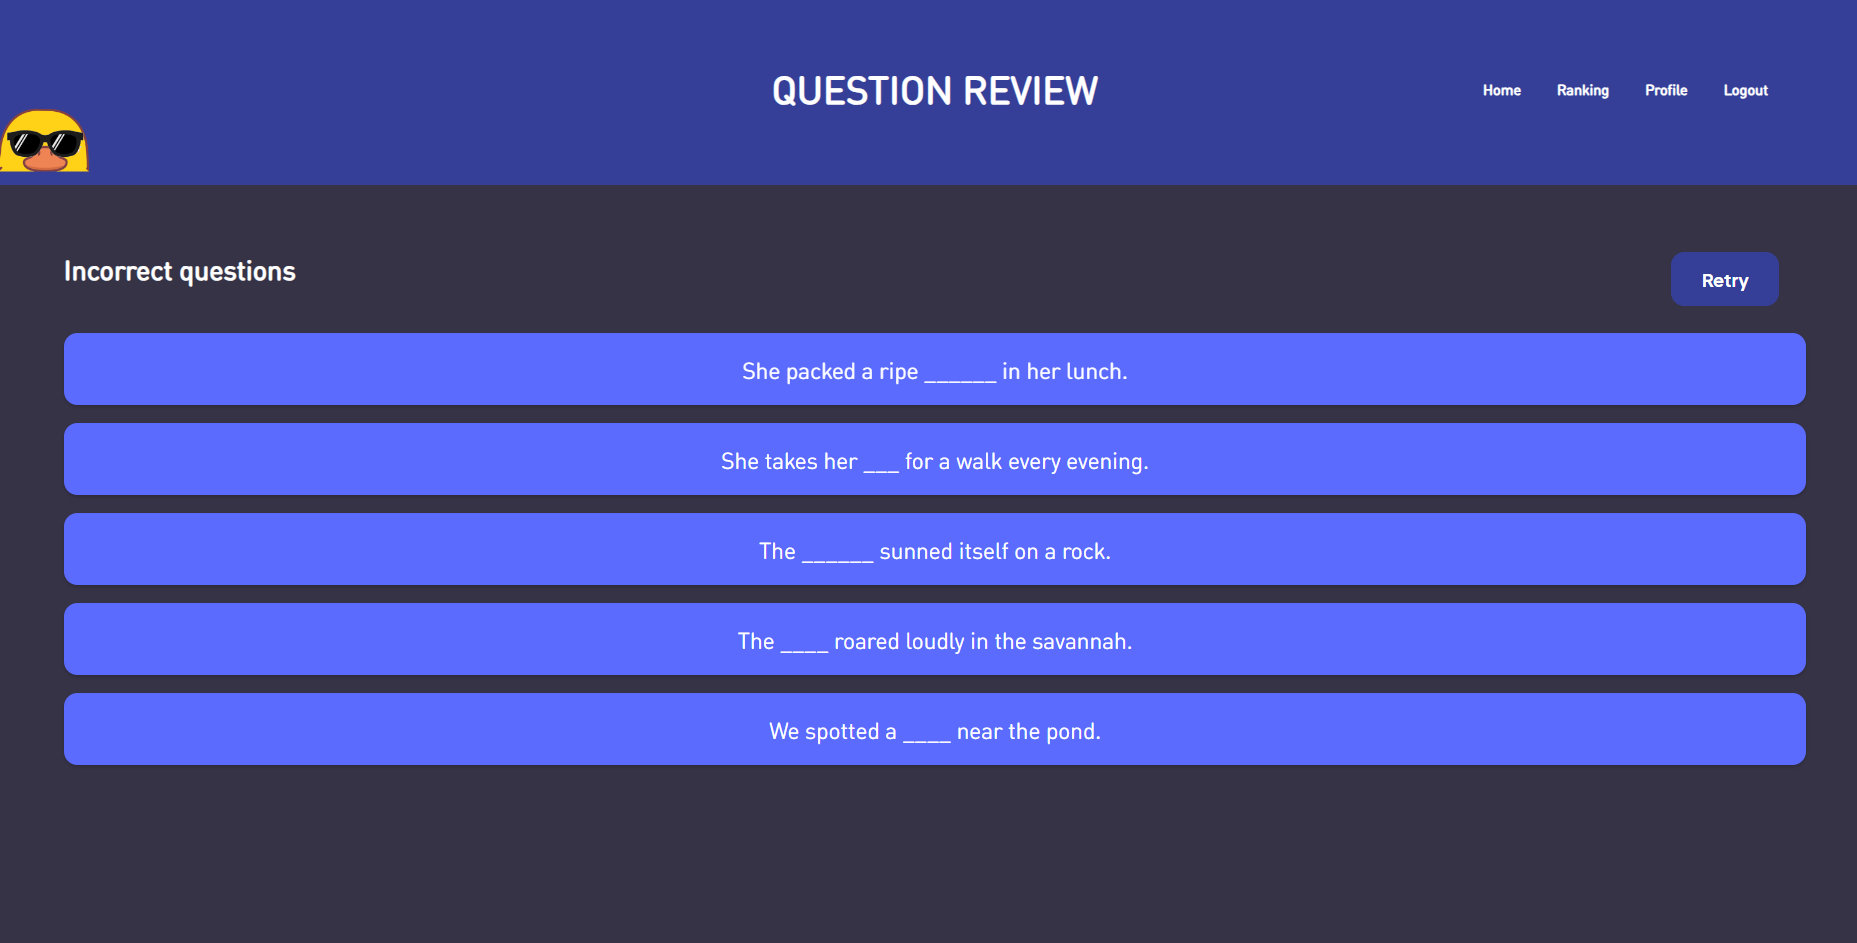 QUESTION REVIEW
Home Ranking Profile Logout
Incorrect questions
Retry
She packed a ripe ______ in her lunch.
She takes her ___ for a walk every evening.
The ______ sunned itself on a rock.
The ____ roared loudly in the savannah.
We spotted a ____ near the pond.